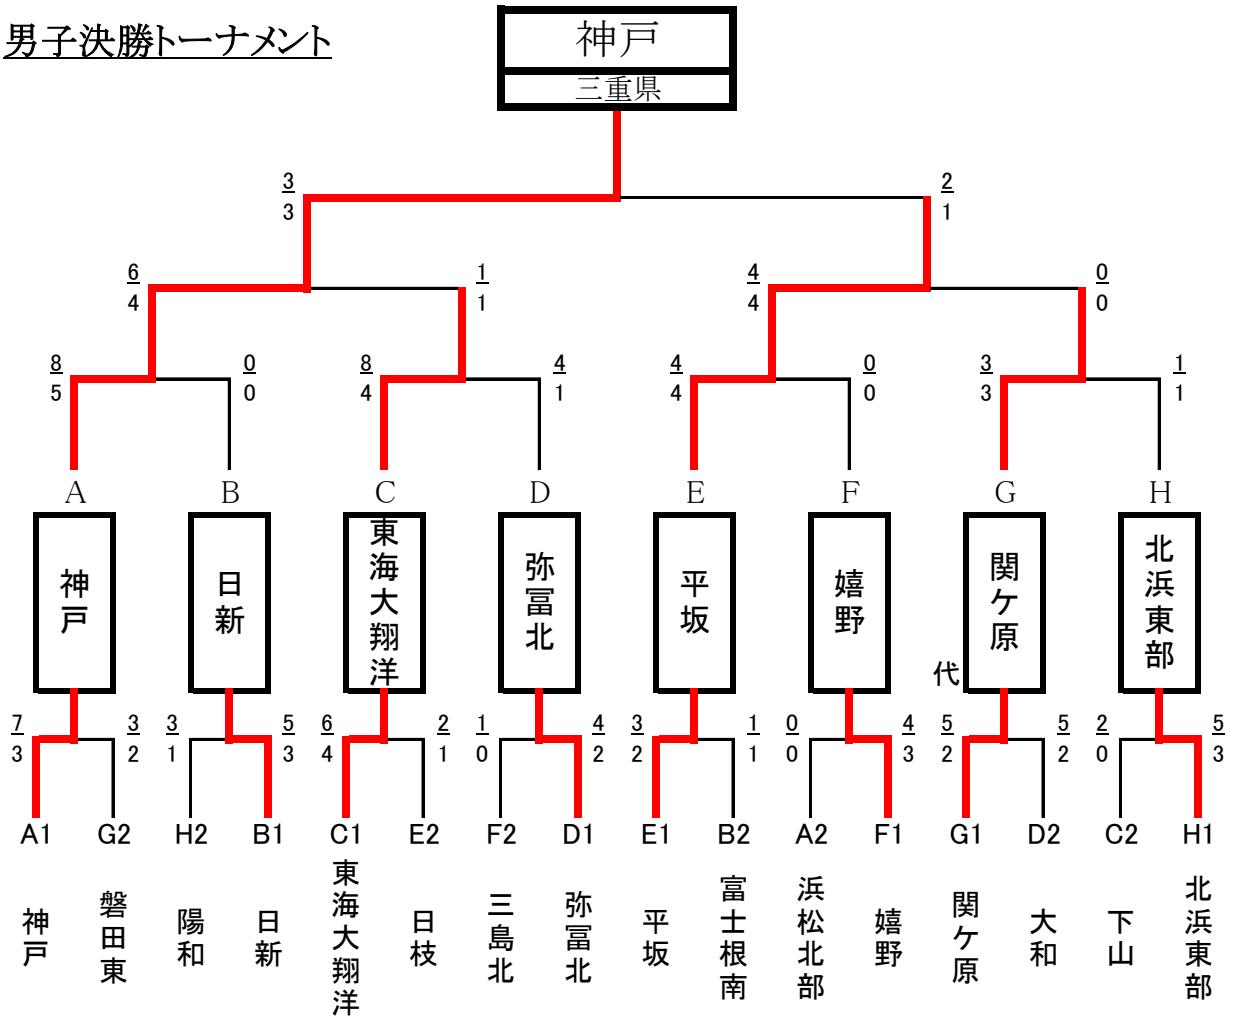 男子決勝トーナメント
神戸
三重県
3 2
3 1
6 1 4 0
4 1 4 0
8 0 8 4 4 0 3 1
5 0 4 1 4 0 3 1
A B C D E F G H
神戸 日新 東海大翔洋 弥冨北 平坂 嬉野 関ケ原 北浜東部
代
7 3 3 5 6 2 1 4 3 1 0 4 5 5 2 5
3 2 1 3 4 1 0 2 2 1 0 3 2 2 0 3
A1 G2 H2 B1 C1 E2 F2 D1 E1 B2 A2 F1 G1 D2 C2 H1
神戸 磐田東 陽和 日新 東海大翔洋 日枝 三島北 弥冨北 平坂 富士根南 浜松北部 嬉野 関ケ原 大和 下山 北浜東部